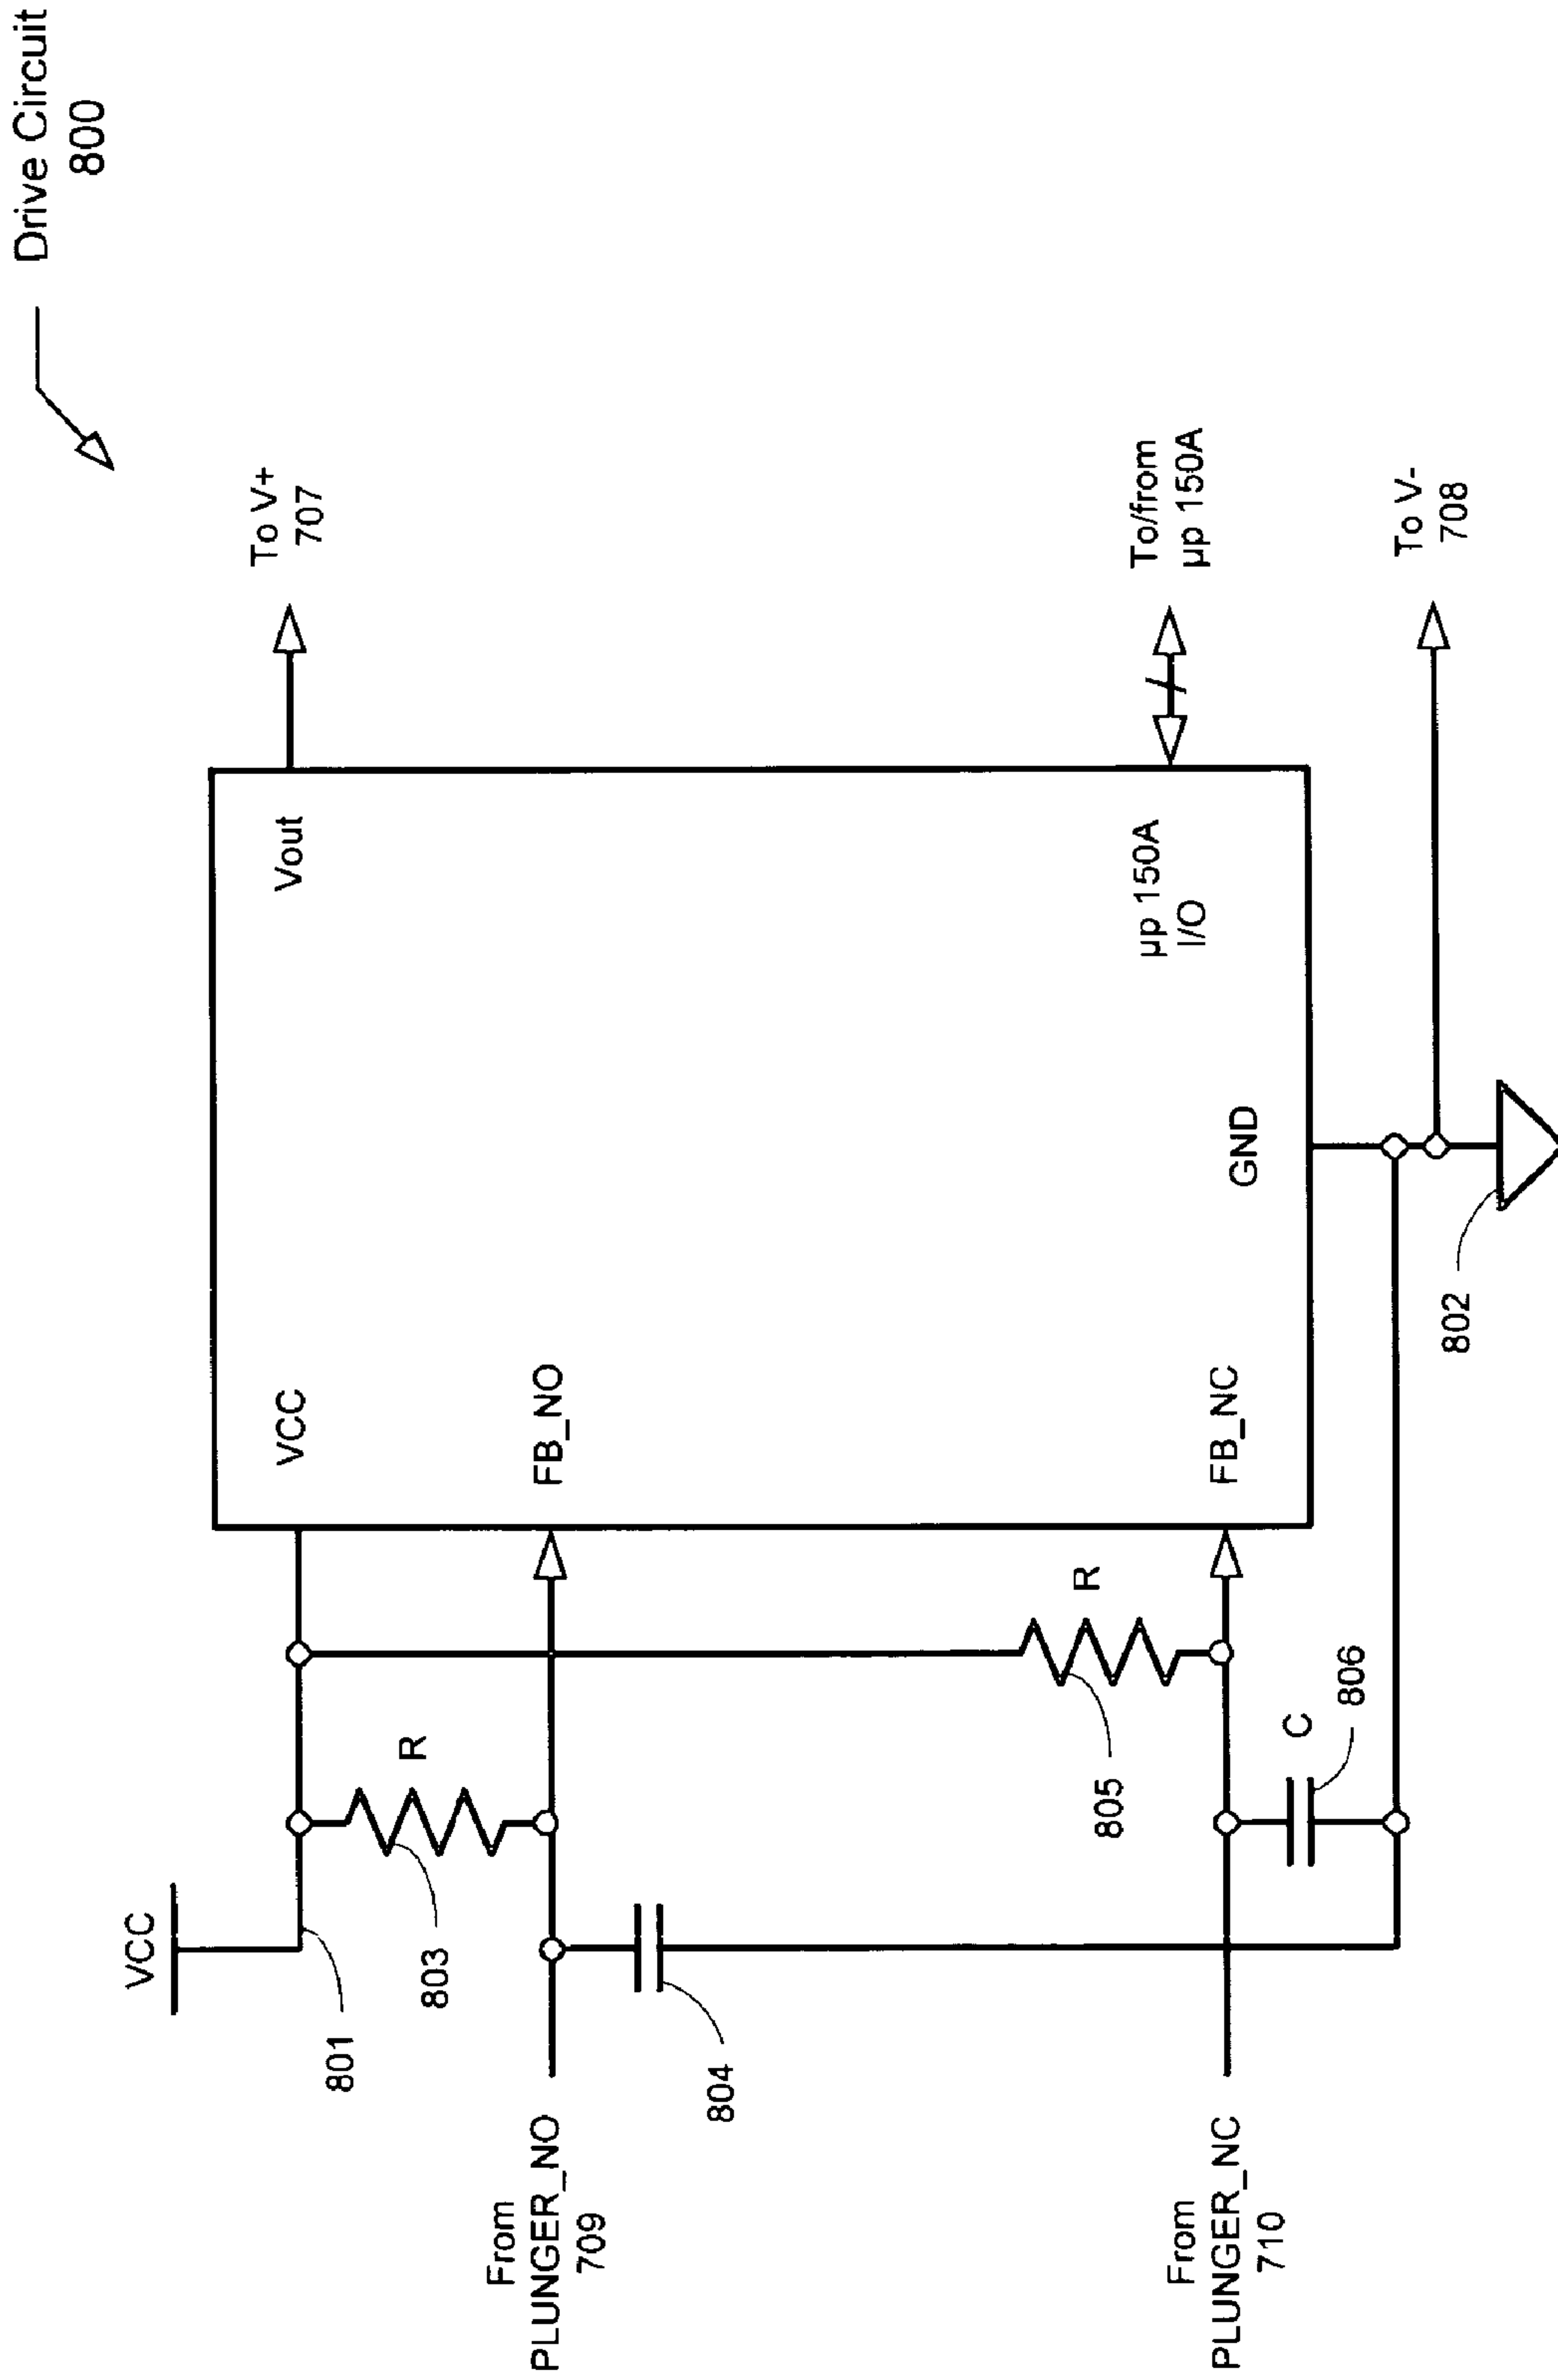 Drive Circuit
800
VCC
801
R
803
From
PLUNGER_NO
709
804
From
PLUNGER_NC
710
R
805
C
806
VCC
FB_NO
FB_NC
GND
802
Vout
µp 150A
I/O
To V+
707
To/from
µp 150A
To V-
708